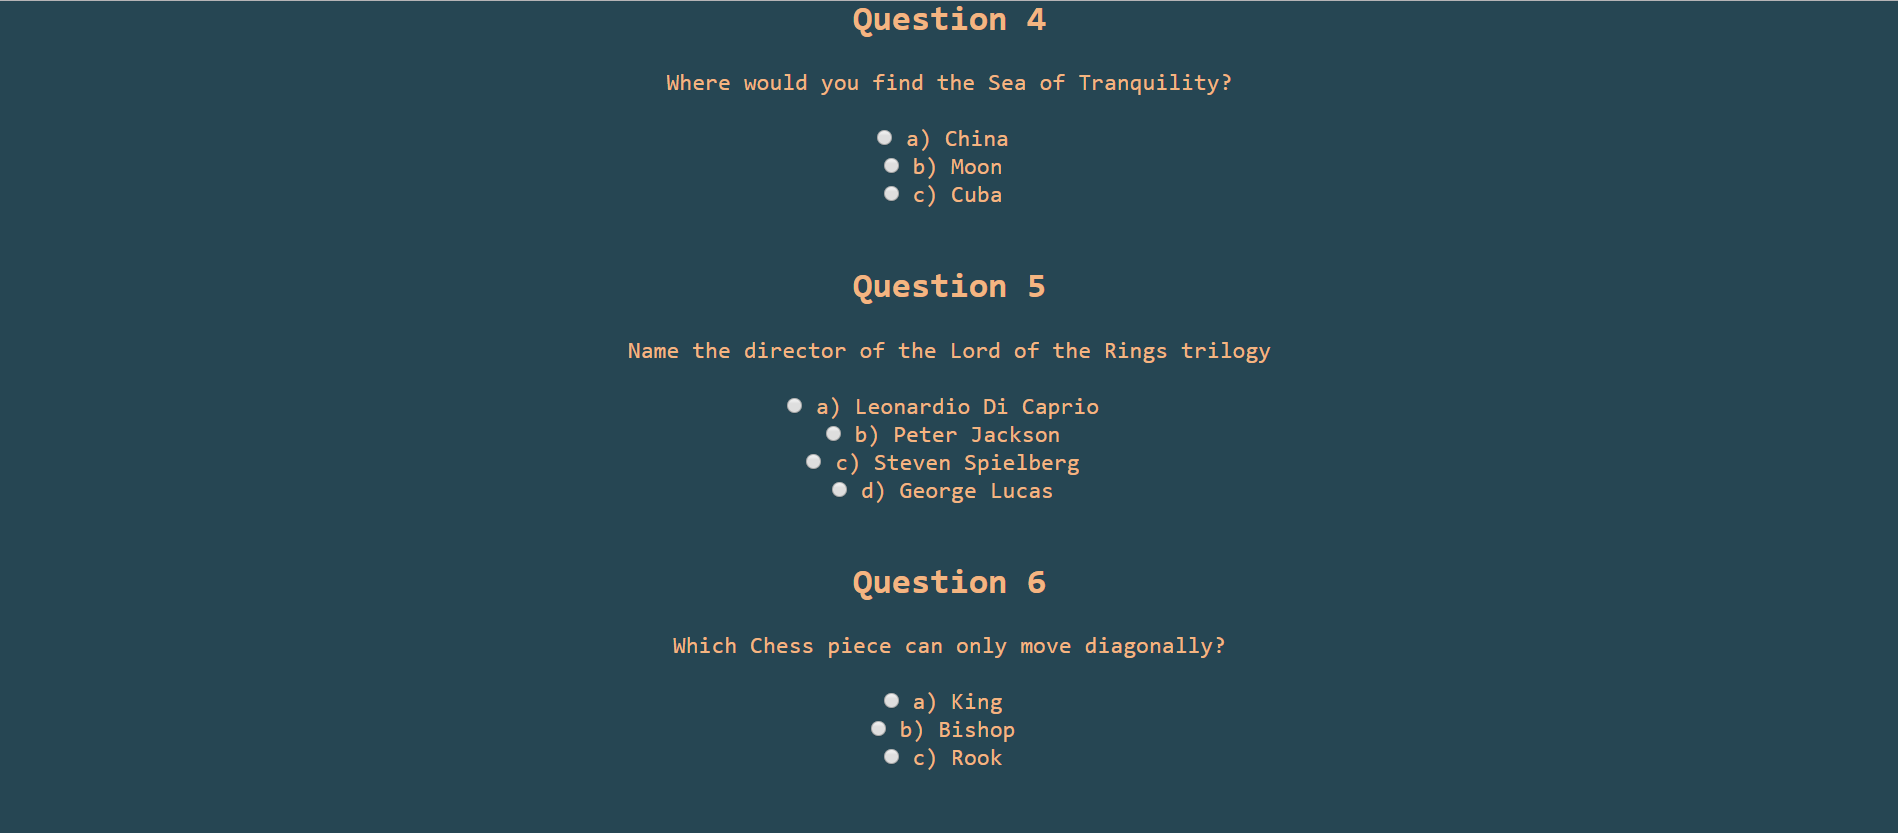 Question 4
Where would you find the Sea of Tranquility?
a) China
b) Moon
c) Cuba
Question 5
Name the director of the Lord of the Rings trilogy
a) Leonardio Di Caprio
b) Peter Jackson
c) Steven Spielberg
d) George Lucas
Question 6
Which Chess piece can only move diagonally?
a) King
b) Bishop
c) Rook